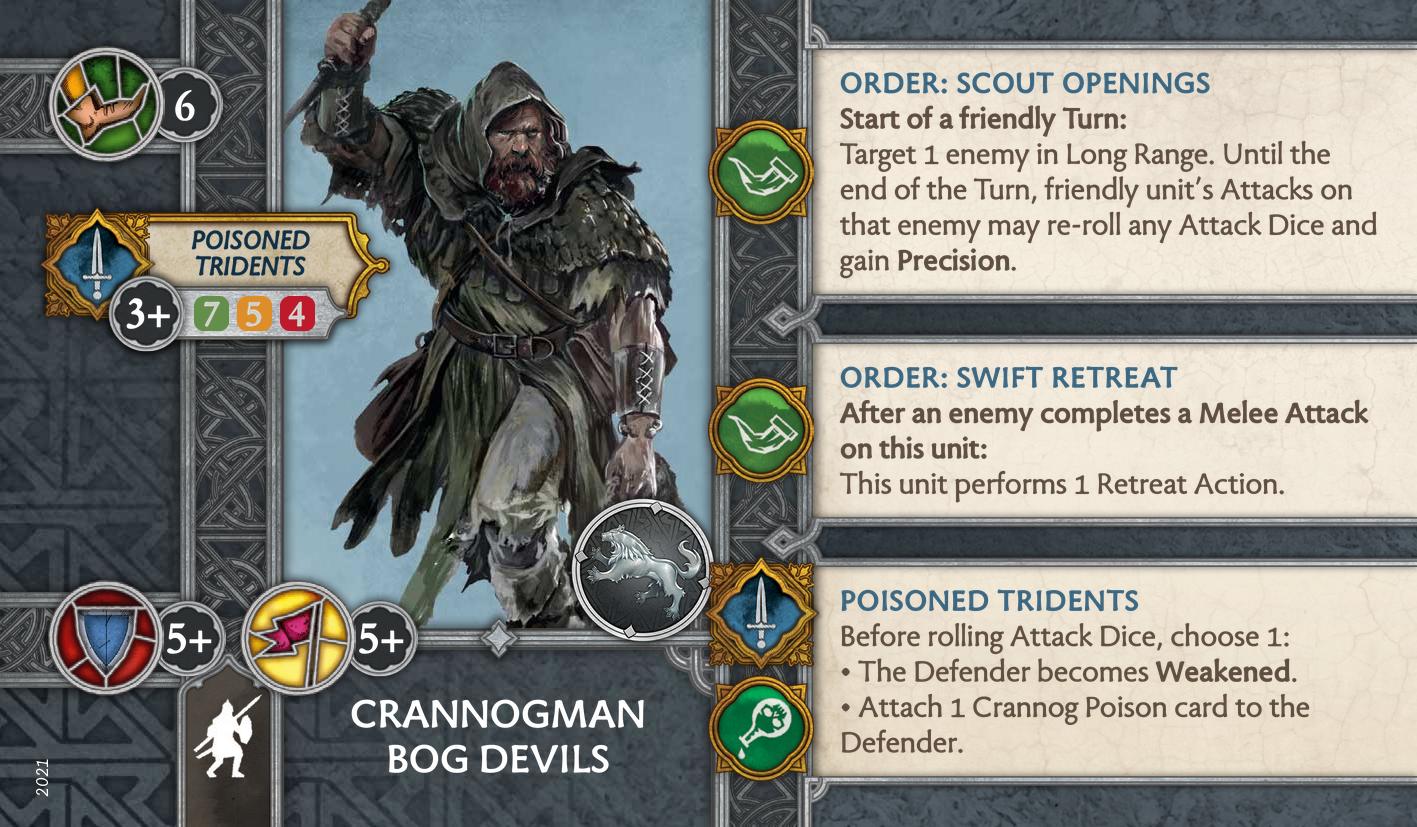 6
POISONED
TRIDENTS
3+ 7 5 4
5+ 5+
CRANNOGMAN
BOG DEVILS
2021
ORDER: SCOUT OPENINGS
Start of a friendly Turn:
Target 1 enemy in Long Range. Until the
end of the Turn, friendly unit's Attacks on
that enemy may re-roll any Attack Dice and
gain Precision.
ORDER: SWIFT RETREAT
After an enemy completes a Melee Attack
on this unit:
This unit performs 1 Retreat Action.
POISONED TRIDENTS
Before rolling Attack Dice, choose 1:
• The Defender becomes Weakened.
• Attach 1 Crannog Poison card to the
Defender.